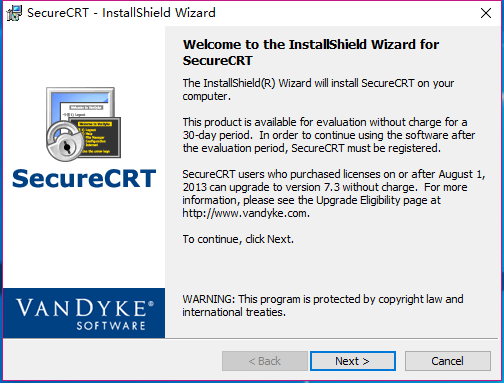 SecureCRT - InstallShield Wizard
Welcome to the InstallShield Wizard for
SecureCRT
The InstallShield(R) Wizard will install SecureCRT on your
computer.
This product is available for evaluation without charge for a
30-day period.  In order to continue using the software after
the evaluation period, SecureCRT must be registered.
SecureCRT users who purchased licenses on or after August 1,
2013 can upgrade to version 7.3 without charge.  For more
information, please see the Upgrade Eligibility page at
http://www.vandyke.com.
To continue, click Next.
SecureCRT
VANDYKE®
SOFTWARE
WARNING: This program is protected by copyright law and
international treaties.
< Back
Next >
Cancel